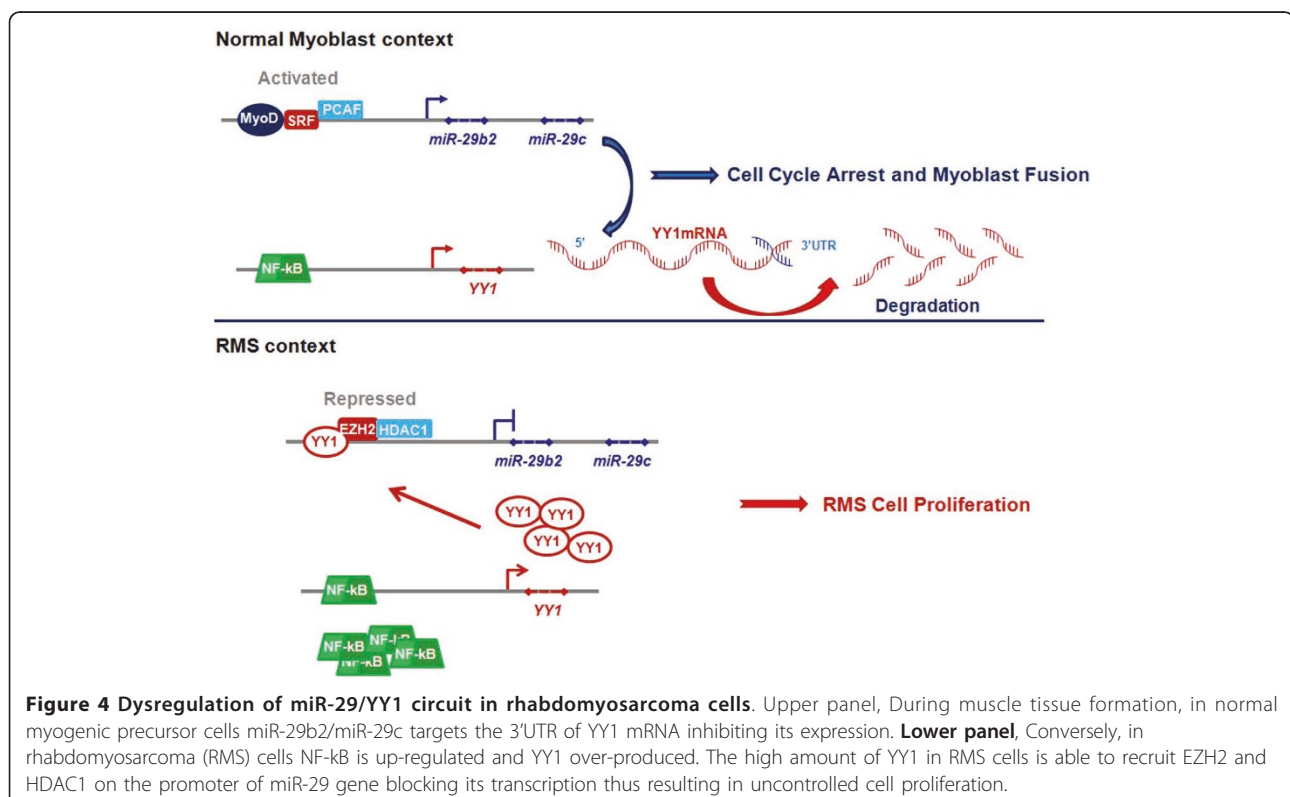 Normal Myoblast context
Activated
MyoD SRF PCAF
miR-29b2 miR-29c
Cell Cycle Arrest and Myoblast Fusion
5' YY1mRNA 3'UTR
NF-kB
YY1
Degradation
RMS context
Repressed
YY1 EZH2 HDAC1
miR-29b2 miR-29c
RMS Cell Proliferation
YY1 YY1
YY1 YY1
NF-kB
YY1
NF-kB NF-kB
NF-kB NF-kB
Figure 4 Dysregulation of miR-29/YY1 circuit in rhabdomyosarcoma cells. Upper panel, During muscle tissue formation, in normal
myogenic precursor cells miR-29b2/miR-29c targets the 3'UTR of YY1 mRNA inhibiting its expression. Lower panel, Conversely, in
rhabdomyosarcoma (RMS) cells NF-kB is up-regulated and YY1 over-produced. The high amount of YY1 in RMS cells is able to recruit EZH2 and
HDAC1 on the promoter of miR-29 gene blocking its transcription thus resulting in uncontrolled cell proliferation.